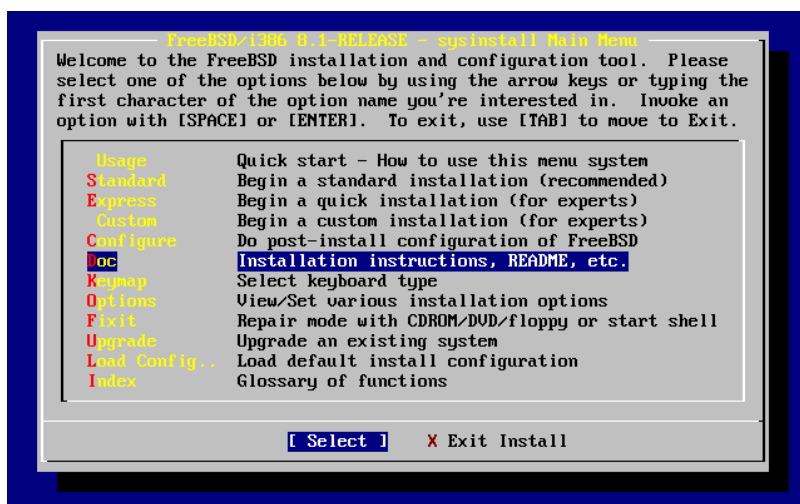 FreeBSD/i386 8.1-RELEASE - sysinstall Main Menu
Welcome to the FreeBSD installation and configuration tool.  Please
select one of the options below by using the arrow keys or typing the
first character of the option name you're interested in.  Invoke an
option with [SPACE] or [ENTER].  To exit, use [TAB] to move to Exit.
Usage Quick start - How to use this menu system
Standard Begin a standard installation (recommended)
Express Begin a quick installation (for experts)
Custom Begin a custom installation (for experts)
Configure Do post-install configuration of FreeBSD
Doc Installation instructions, README, etc.
Keymap Select keyboard type
Options View/Set various installation options
Fixit Repair mode with CDROM/DVD/floppy or start shell
Upgrade Upgrade an existing system
Load Config.. Load default install configuration
Index Glossary of functions
[ Select ] X Exit Install